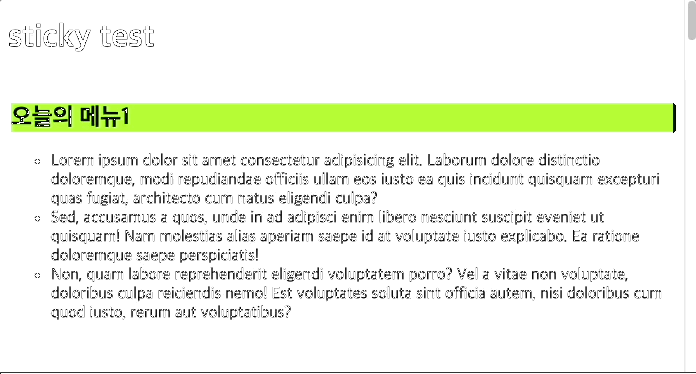 sticky test
오늘의 메뉴1
Lorem ipsum dolor sit amet consectetur adipisicing elit. Laborum dolore distinctio
doloremque, modi repudiandae officiis ullam eos iusto ea quis incidunt quisquam excepturi
quas fugiat, architecto cum natus eligendi culpa?
Sed, accusamus a quos, unde in ad adipisci enim libero nesciunt suscipit eveniet ut
quisquam! Nam molestias alias aperiam saepe id at voluptate iusto explicabo. Ea ratione
doloremque saepe perspiciatis!
Non, quam labore reprehenderit eligendi voluptatem porro? Vel a vitae non voluptate,
doloribus culpa reiciendis nemo! Est voluptates soluta sint officia autem, nisi doloribus cum
quod iusto, rerum aut voluptatibus?